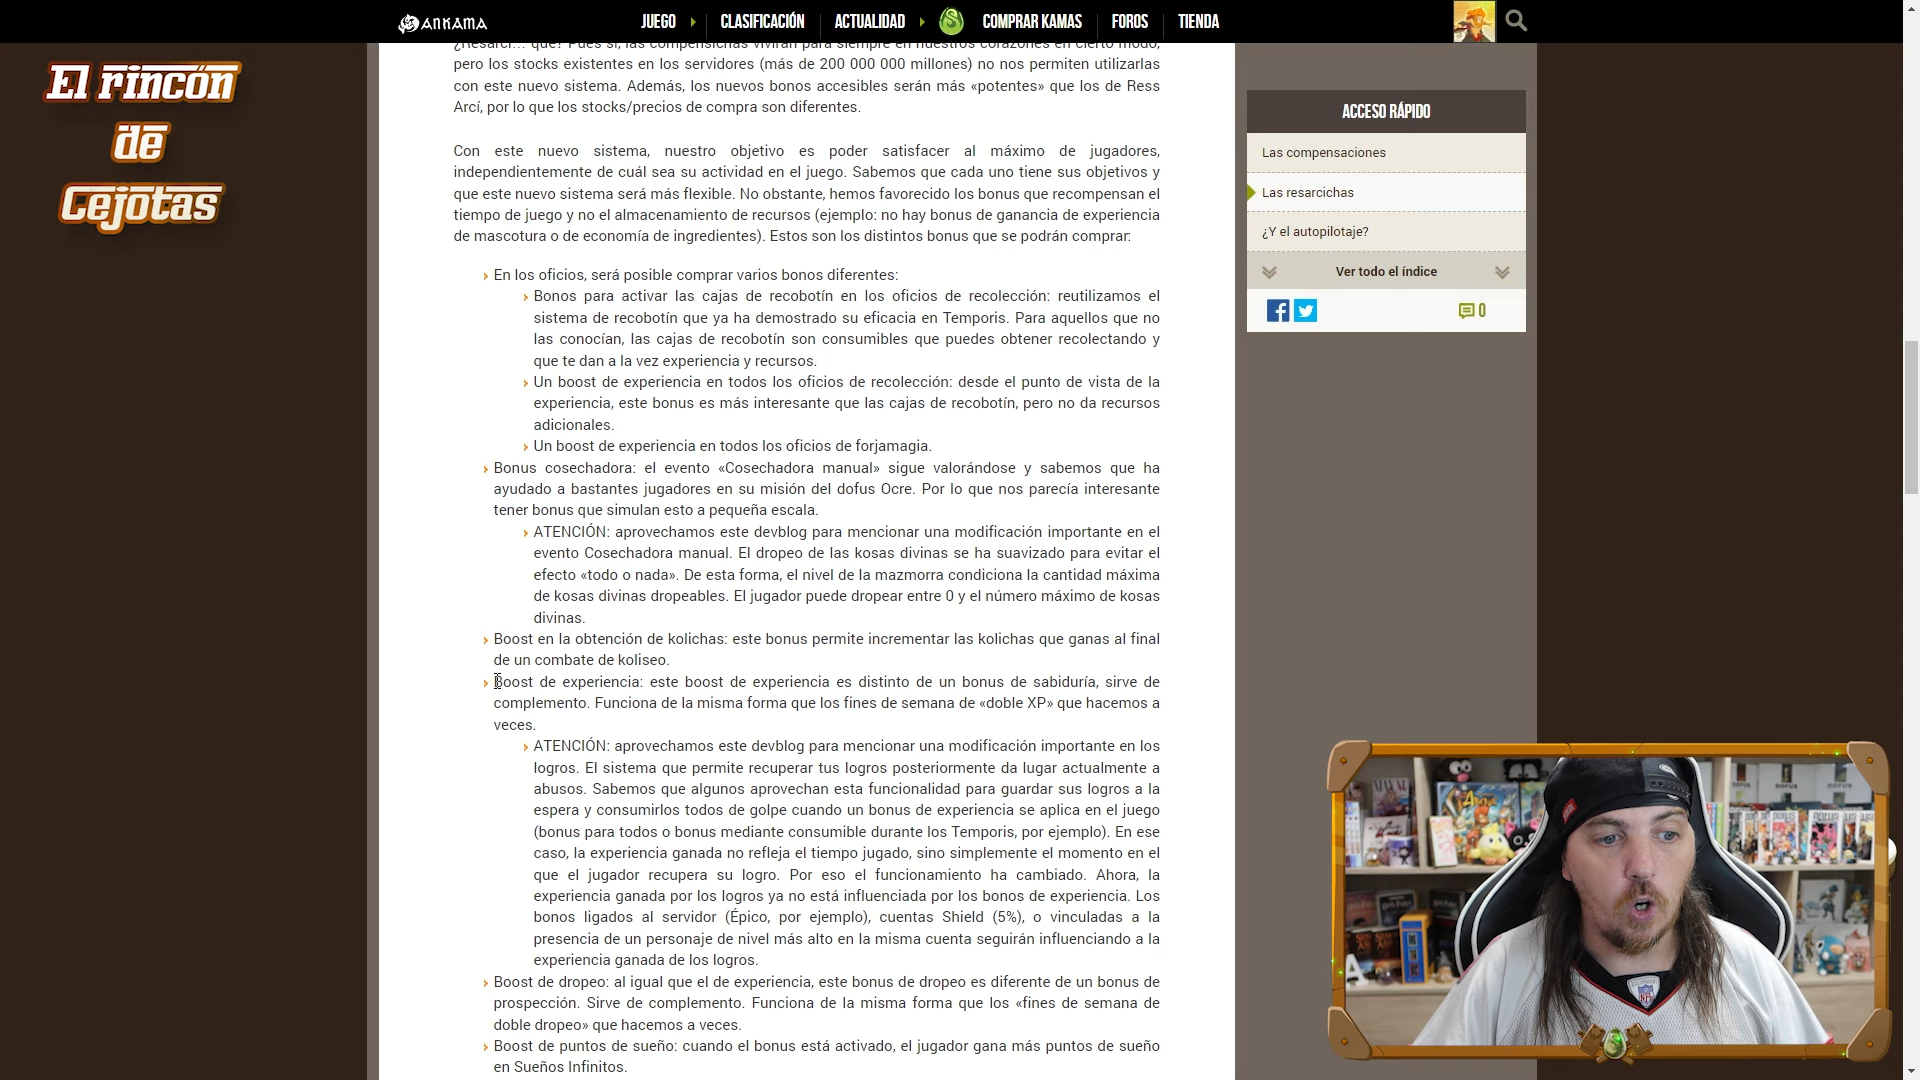 ANKAMA
JUEGO
CLASIFICACIÓN
ACTUALIDAD
COMPRAR KAMAS
FOROS
TIENDA
El rincón
de
Cejotas
¿Resarci... qué? Pues sí, las compensichas vivirán para siempre en nuestros corazones en cierto modo,
pero los stocks existentes en los servidores (más de 200 000 000 millones) no nos permiten utilizarlas
con este nuevo sistema. Además, los nuevos bonos accesibles serán más «potentes» que los de Ress
Arcí, por lo que los stocks/precios de compra son diferentes.
Con este nuevo sistema, nuestro objetivo es poder satisfacer al máximo de jugadores,
independientemente de cuál sea su actividad en el juego. Sabemos que cada uno tiene sus objetivos y
que este nuevo sistema será más flexible. No obstante, hemos favorecido los bonus que recompensan el
tiempo de juego y no el almacenamiento de recursos (ejemplo: no hay bonus de ganancia de experiencia
de mascotura o de economía de ingredientes). Estos son los distintos bonus que se podrán comprar:
En los oficios, será posible comprar varios bonos diferentes:
Bonos para activar las cajas de recobotín en los oficios de recolección: reutilizamos el
sistema de recobotín que ya ha demostrado su eficacia en Temporis. Para aquellos que no
las conocían, las cajas de recobotín son consumibles que puedes obtener recolectando y
que te dan a la vez experiencia y recursos.
Un boost de experiencia en todos los oficios de recolección: desde el punto de vista de la
experiencia, este bonus es más interesante que las cajas de recobotín, pero no da recursos
adicionales.
Un boost de experiencia en todos los oficios de forjamagia.
Bonus cosechadora: el evento «Cosechadora manual» sigue valorándose y sabemos que ha
ayudado a bastantes jugadores en su misión del dofus Ocre. Por lo que nos parecía interesante
tener bonus que simulan esto a pequeña escala.
ATENCIÓN: aprovechamos este devblog para mencionar una modificación importante en el
evento Cosechadora manual. El dropeo de las kosas divinas se ha suavizado para evitar el
efecto «todo o nada». De esta forma, el nivel de la mazmorra condiciona la cantidad máxima
de kosas divinas dropeables. El jugador puede dropear entre 0 y el número máximo de kosas
divinas.
Boost en la obtención de kolichas: este bonus permite incrementar las kolichas que ganas al final
de un combate de koliseo.
Boost de experiencia: este boost de experiencia es distinto de un bonus de sabiduría, sirve de
complemento. Funciona de la misma forma que los fines de semana de «doble XP» que hacemos a
veces.
ATENCIÓN: aprovechamos este devblog para mencionar una modificación importante en los
logros. El sistema que permite recuperar tus logros posteriormente da lugar actualmente a
abusos. Sabemos que algunos aprovechan esta funcionalidad para guardar sus logros a la
espera y consumirlos todos de golpe cuando un bonus de experiencia se aplica en el juego
(bonus para todos o bonus mediante consumible durante los Temporis, por ejemplo). En ese
caso, la experiencia ganada no refleja el tiempo jugado, sino simplemente el momento en el
que el jugador recupera su logro. Por eso el funcionamiento ha cambiado. Ahora, la
experiencia ganada por los logros ya no está influenciada por los bonos de experiencia. Los
bonos ligados al servidor (Épico, por ejemplo), cuentas Shield (5%), o vinculadas a la
presencia de un personaje de nivel más alto en la misma cuenta seguirán influenciando a la
experiencia ganada de los logros.
Boost de dropeo: al igual que el de experiencia, este bonus de dropeo es diferente de un bonus de
prospección. Sirve de complemento. Funciona de la misma forma que los «fines de semana de
doble dropeo» que hacemos a veces.
Boost de puntos de sueño: cuando el bonus está activado, el jugador gana más puntos de sueño
en Sueños Infinitos.
ACCESO RÁPIDO
Las compensaciones
Las resarcichas
¿Y el autopilotaje?
Ver todo el índice
0
NFL